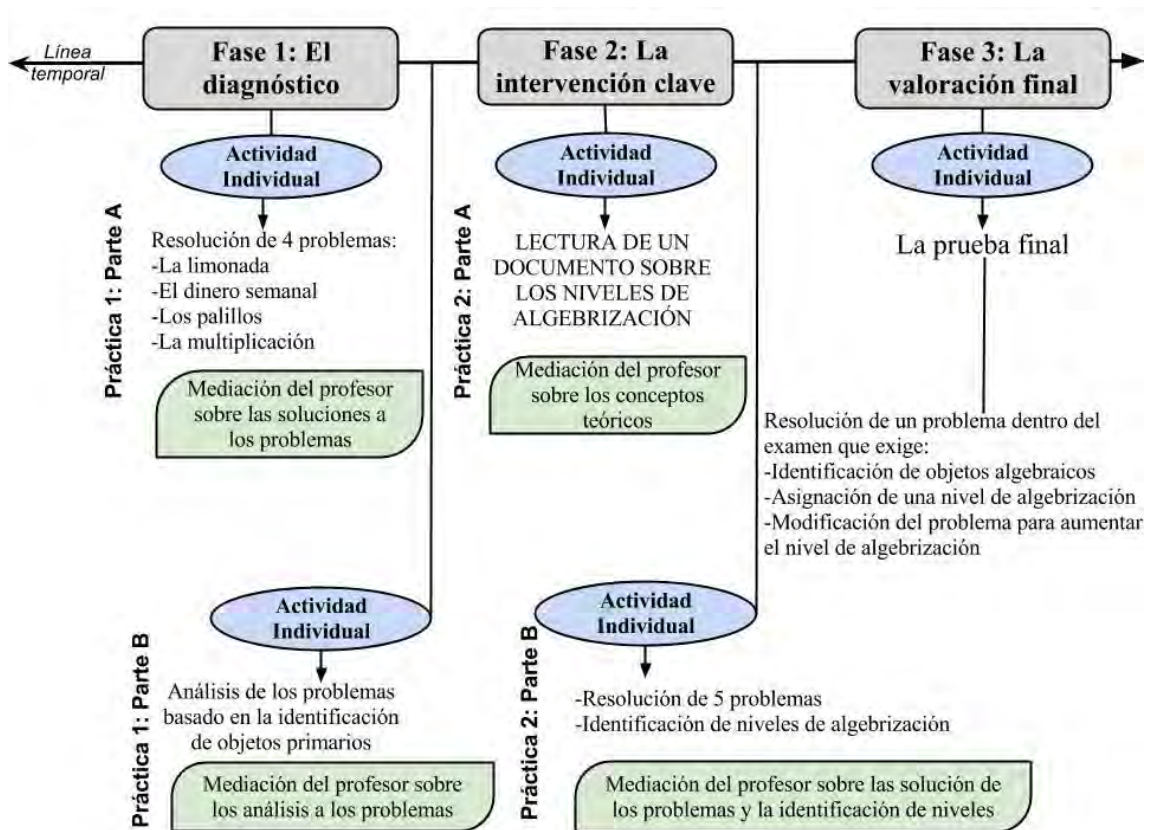 Línea
temporal
Fase 1: El
diagnóstico
Fase 2: La
intervención clave
Fase 3: La
valoración final
Actividad
Individual
Práctica 1: Parte A
Resolución de 4 problemas:
-La limonada
-El dinero semanal
-Los palillos
-La multiplicación
Mediación del profesor
sobre las soluciones a
los problemas
Actividad
Individual
Práctica 2: Parte A
LECTURA DE UN
DOCUMENTO SOBRE
LOS NIVELES DE
ALGEBRIZACIÓN
Mediación del profesor
sobre los conceptos
teóricos
Actividad
Individual
La prueba final
Resolución de un problema dentro del
examen que exige:
-Identificación de objetos algebraicos
-Asignación de una nivel de algebrización
-Modificación del problema para aumentar
el nivel de algebrización
Actividad
Individual
Práctica 1: Parte B
Análisis de los problemas
basado en la identificación
de objetos primarios
Mediación del profesor sobre
los análisis a los problemas
Actividad
Individual
Práctica 2: Parte B
-Resolución de 5 problemas
-Identificación de niveles de algebrización
Mediación del profesor sobre las solución de
los problemas y la identificación de niveles